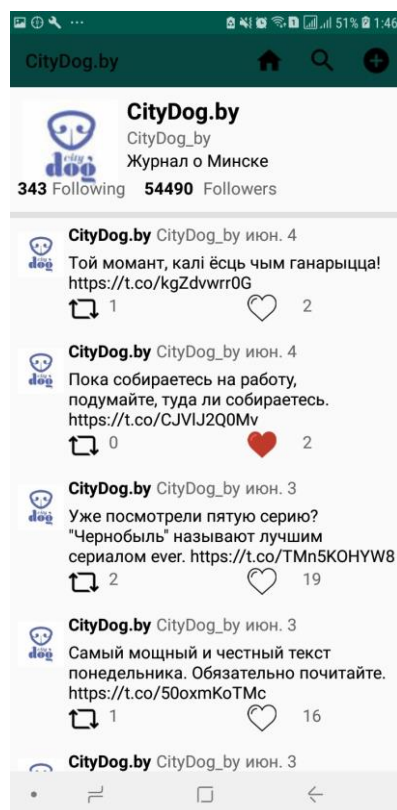 51% 1:46
CityDog.by
city dog
CityDog.by
CityDog_by
Журнал о Минске
343 Following 54490 Followers
CityDog.by CityDog_by июн. 4
Той момант, калі ёсць чым ганарыцца!
https://t.co/kgZdvwrr0G
1 2
CityDog.by CityDog_by июн. 4
Пока собираетесь на работу,
подумайте, туда ли собираетесь.
https://t.co/CJVlJ2Q0Mv
0 2
CityDog.by CityDog_by июн. 3
Уже посмотрели пятую серию?
"Чернобыль" называют лучшим
сериалом ever. https://t.co/TMn5KOHYW8
2 19
CityDog.by CityDog_by июн. 3
Самый мощный и честный текст
понедельника. Обязательно почитайте.
https://t.co/50oxmKoTMc
1 16
CityDog.by CityDog_by июн. 3